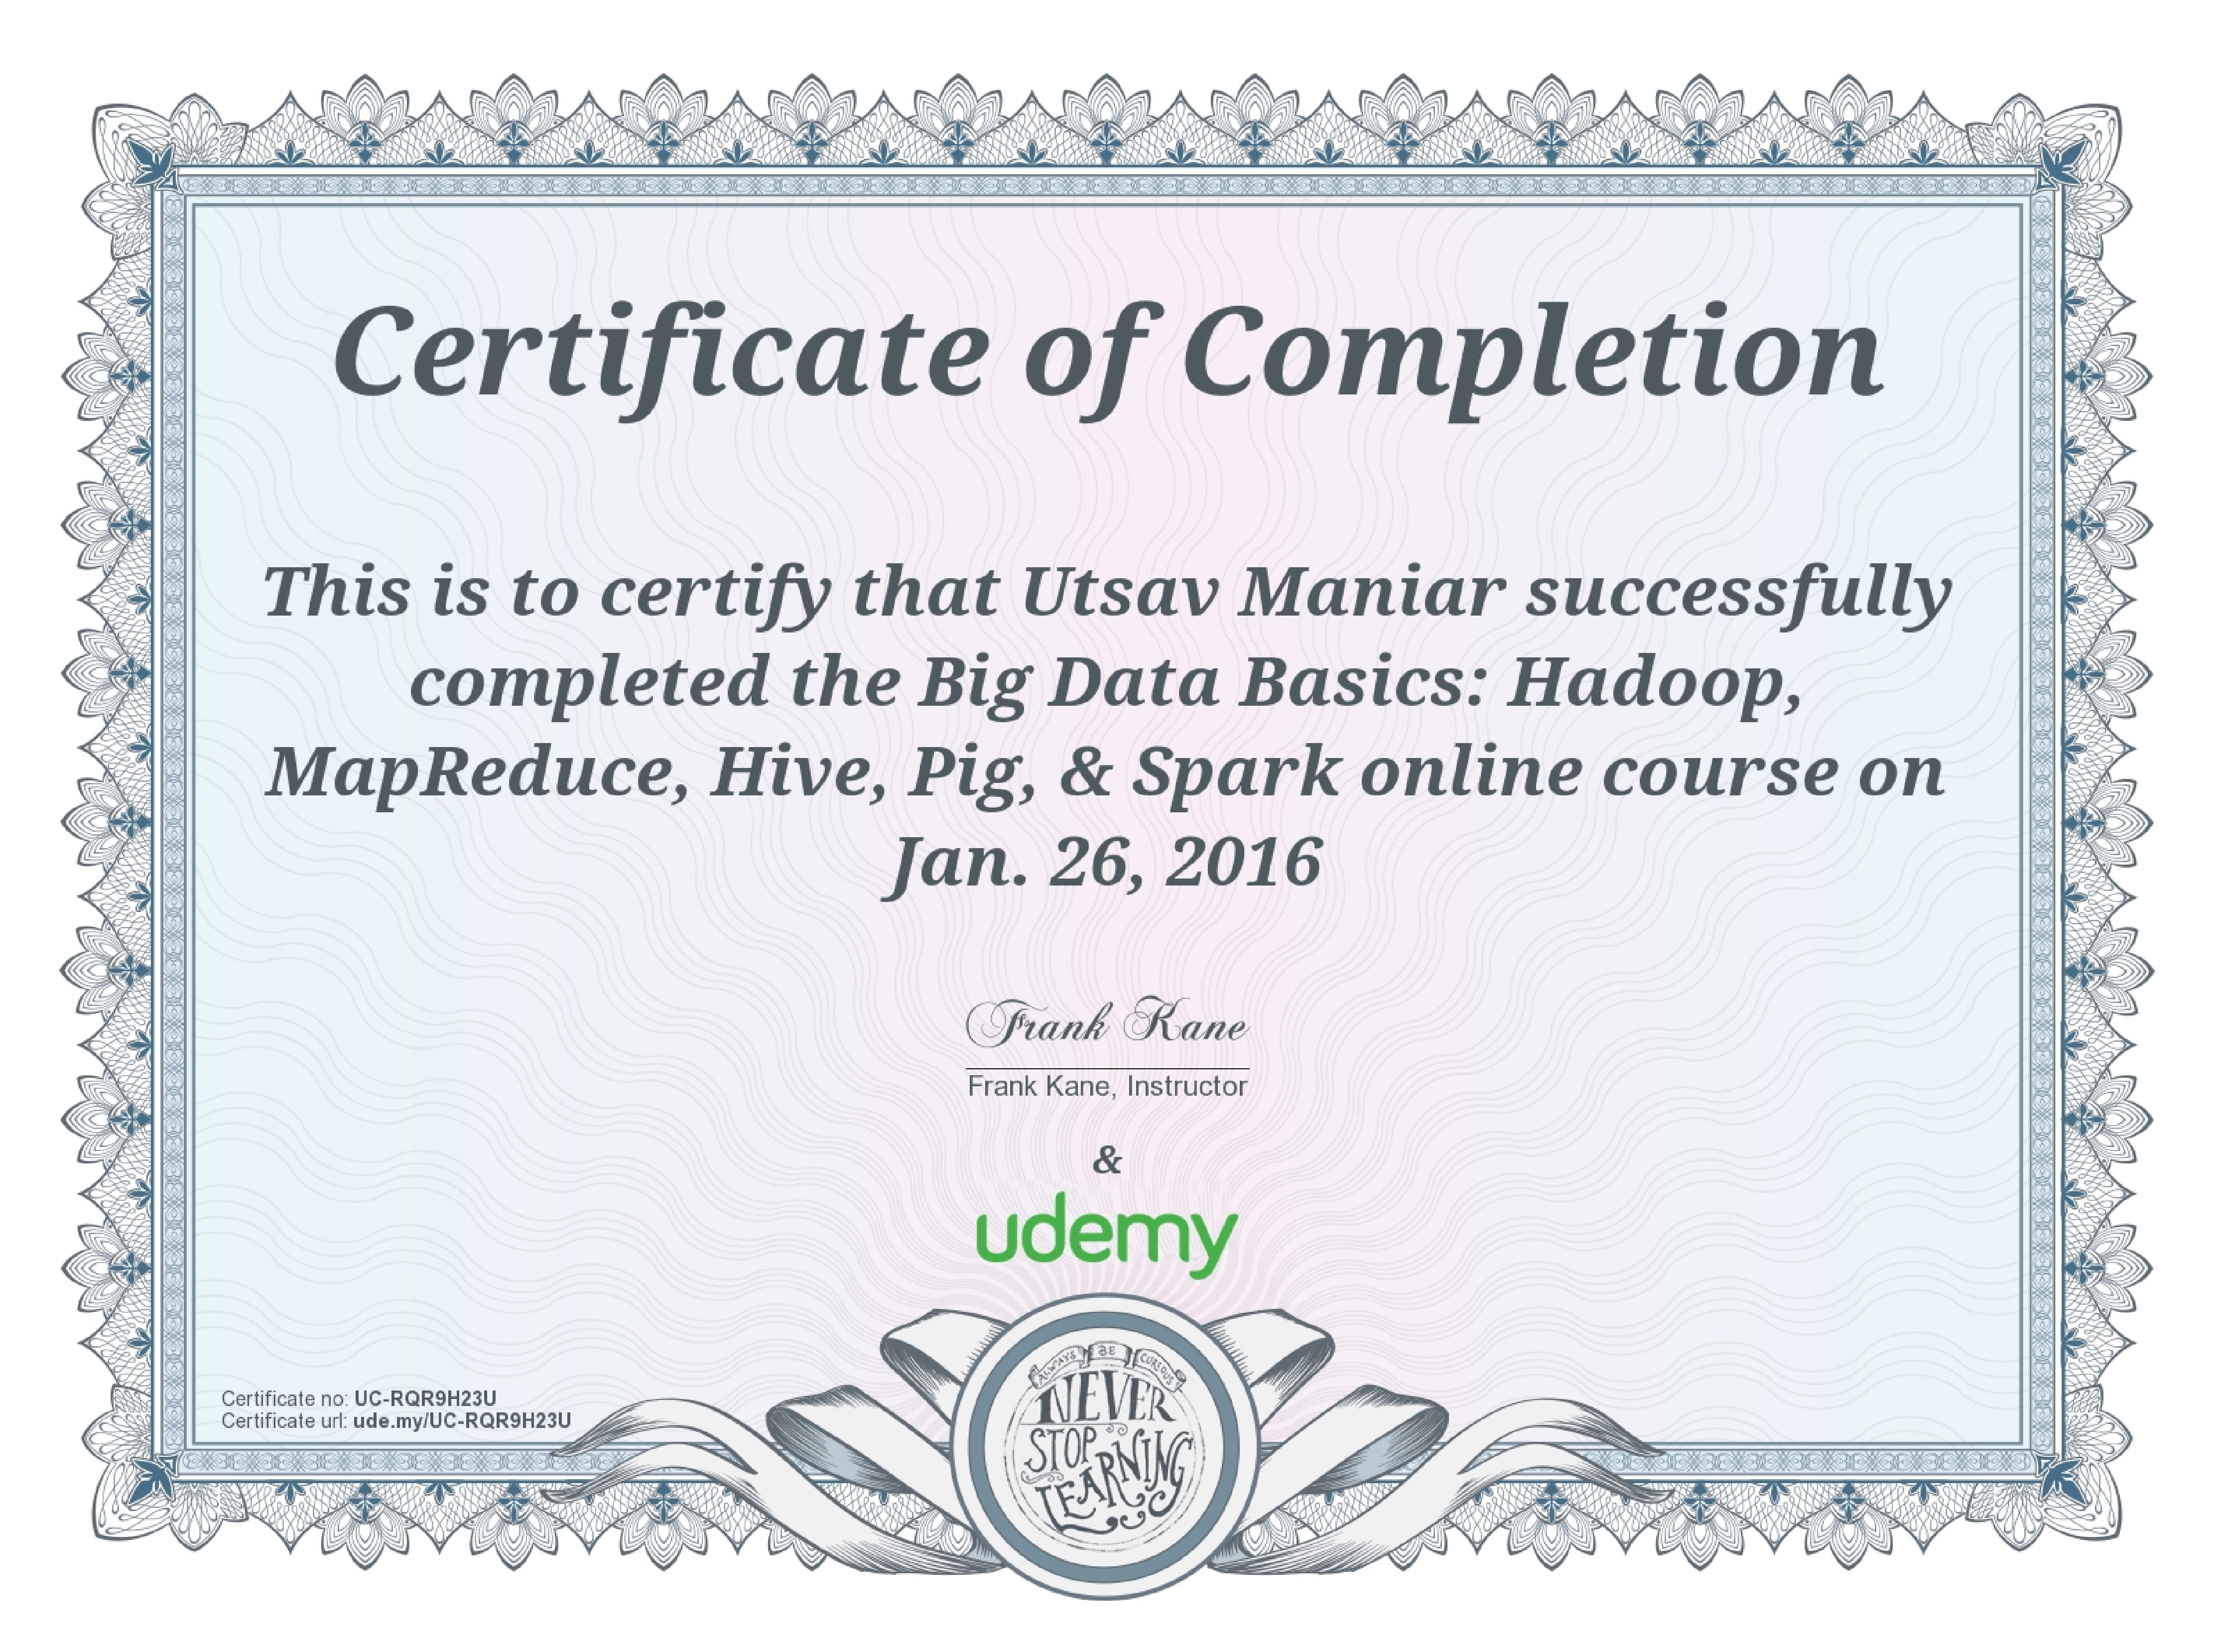 Certificate of Completion
This is to certify that Utsav Maniar successfully
completed the Big Data Basics: Hadoop,
MapReduce, Hive, Pig, & Spark online course on
Jan. 26, 2016
Frank Kane
Frank Kane, Instructor
&
udemy
ALWAYS BE CURIOUS
NEVER
STOP
LEARNING
Certificate no: UC-RQR9H23U
Certificate url: ude.my/UC-RQR9H23U